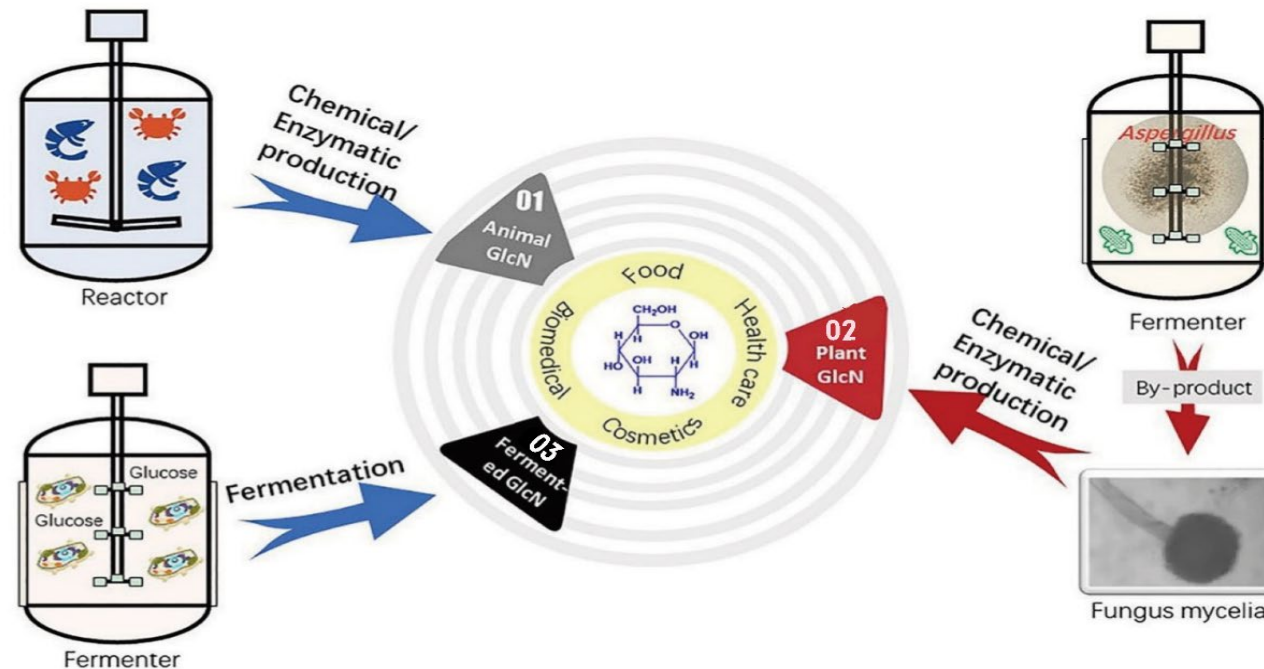 Chemical/
Enzymatic
production
Reactor
01
Animal
GlcN
Food
Health care
Cosmetics
Biomedical
CH₂OH
H
O
OH
H
OH
H
H
HO
H
NH₂
02
Plant
GlcN
03
Ferment-
ed GlcN
Aspergillus
Fermenter
By-product
Chemical/
Enzymatic
production
Fungus mycelia
Glucose
Glucose
Fermentation
Fermenter